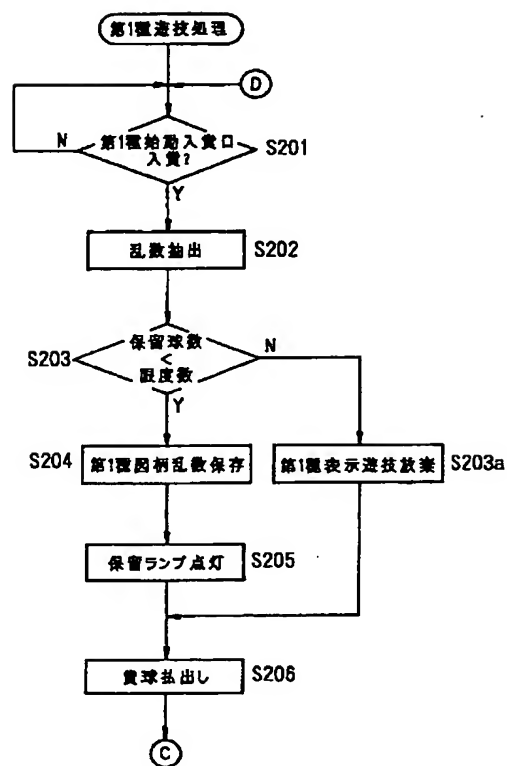 第1種遊技処理
D
第1種始動入賞口
入賞?
N
S201
Y
乱数抽出
S202
保留球数
<
限度数
N
S203
Y
S204
第1種図柄乱数保存
第1種表示遊技放棄
S203a
保留ランプ点灯
S205
賞球払出し
S206
C